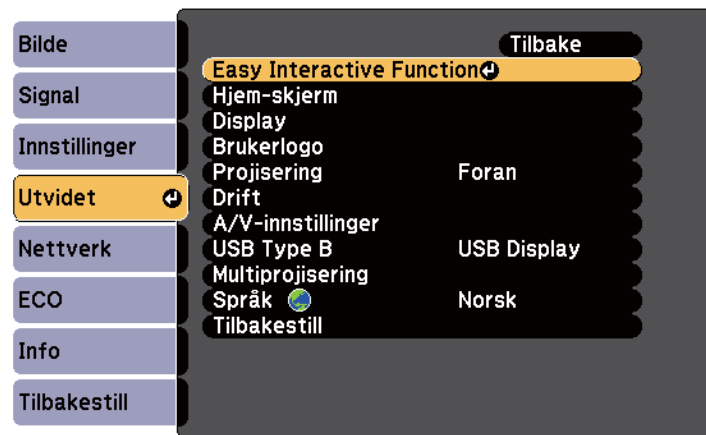 Bilde
Signal
Innstillinger
Utvidet
Nettverk
ECO
Info
Tilbakestill
Tilbake
Easy Interactive Function
Hjem-skjerm
Display
Brukerlogo
Projisering Foran
Drift
A/V-innstillinger
USB Type B USB Display
Multiprojisering
Språk Norsk
Tilbakestill